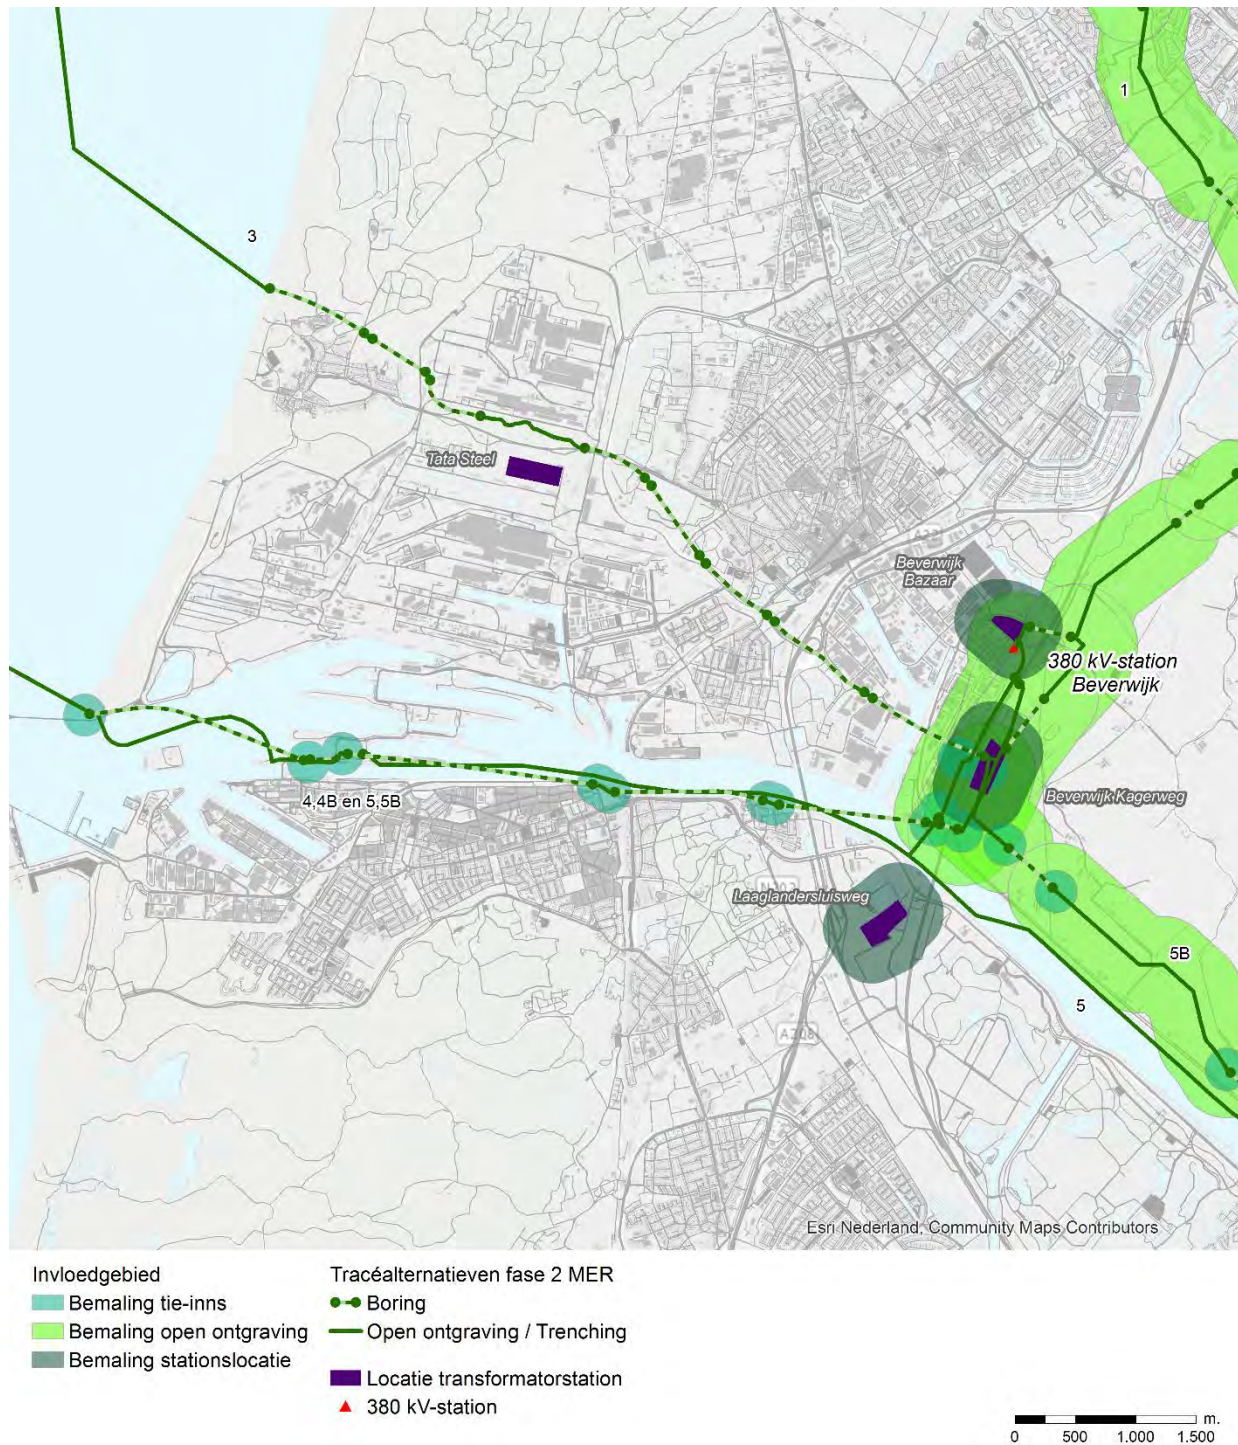 1
3
Tata Steel
A22
Beverwijk
Bazaar
380 kV-station
Beverwijk
Beverwijk Kagerweg
4,4B en 5,5B
Laaglandersluisweg
5B
5
A208
Esri Nederland, Community Maps Contributors
Invloedgebied
Bemaling tie-inns
Bemaling open ontgraving
Bemaling stationslocatie
Tracéalternatieven fase 2 MER
Boring
Open ontgraving / Trenching
Locatie transformatorstation
380 kV-station
m.
0 500 1.000 1.500